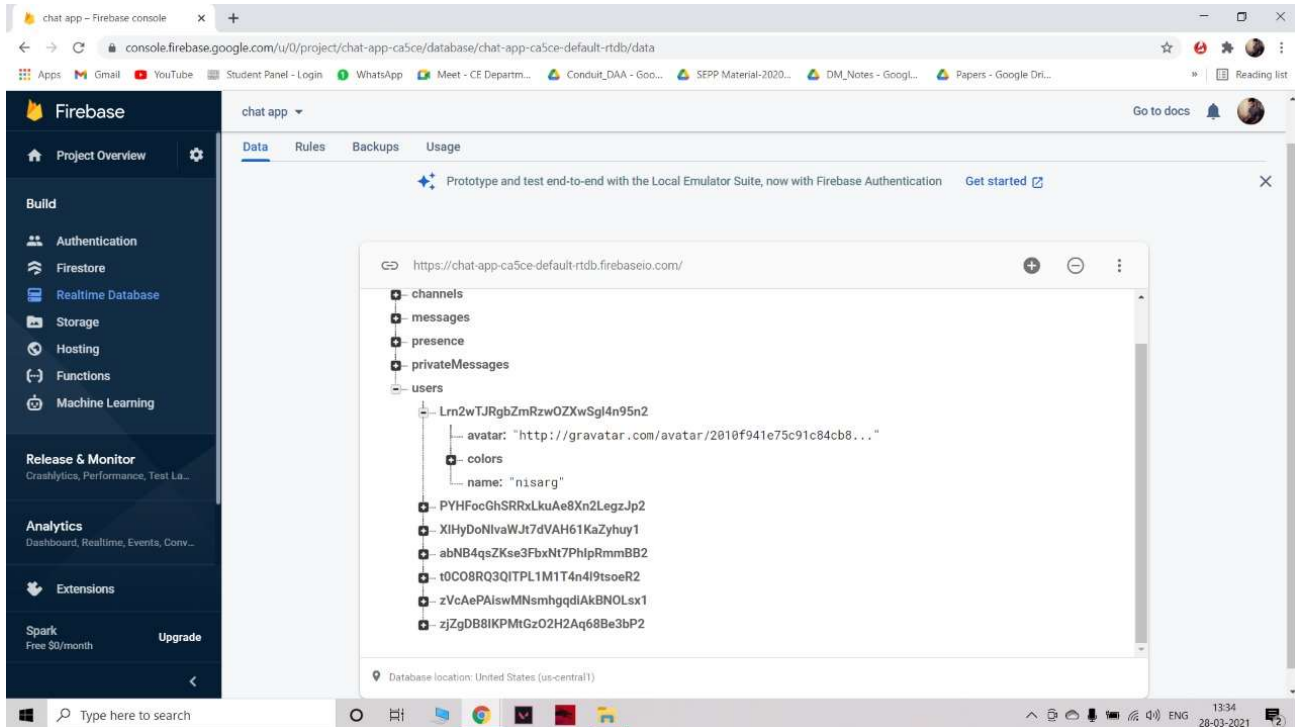 chat app – Firebase console
console.firebase.google.com/u/0/project/chat-app-ca5ce/database/chat-app-ca5ce-default-rtdb/data
Apps Gmail YouTube Student Panel - Login WhatsApp Meet - CE Departm... Conduit_DAA - Goo... SEPP Material-2020... DM_Notes - Googl... Papers - Google Dri... » Reading list
Firebase
chat app
Go to docs
Project Overview
Data Rules Backups Usage
Prototype and test end-to-end with the Local Emulator Suite, now with Firebase Authentication Get started
Build
Authentication
Firestore
Realtime Database
Storage
Hosting
Functions
Machine Learning
Release & Monitor
Crashlytics, Performance, Test La...
Analytics
Dashboard, Realtime, Events, Conv...
Extensions
Spark
Free $0/month
Upgrade
https://chat-app-ca5ce-default-rtdb.firebaseio.com/
channels
messages
presence
privateMessages
users
Lrn2wTJRgbZmRzwOZXwSgl4n95n2
avatar: "http://gravatar.com/avatar/2010f941e75c91c84cb8..."
colors
name: "nisarg"
PYHFocGhSRRxLkuAe8Xn2LegzJp2
XlHyDoNlvaWJt7dVAH61KaZyhuy1
abNB4qsZKse3FbxNt7PhlpRmmBB2
t0CO8RQ3QITPL1M1T4n4l9tsoeR2
zVcAePAiswMNsmhgqdiAkBNOLsx1
zjZgDB8IKPMtGzO2H2Aq68Be3bP2
Database location: United States (us-central1)
Type here to search
ENG
13:34
28-03-2021
2